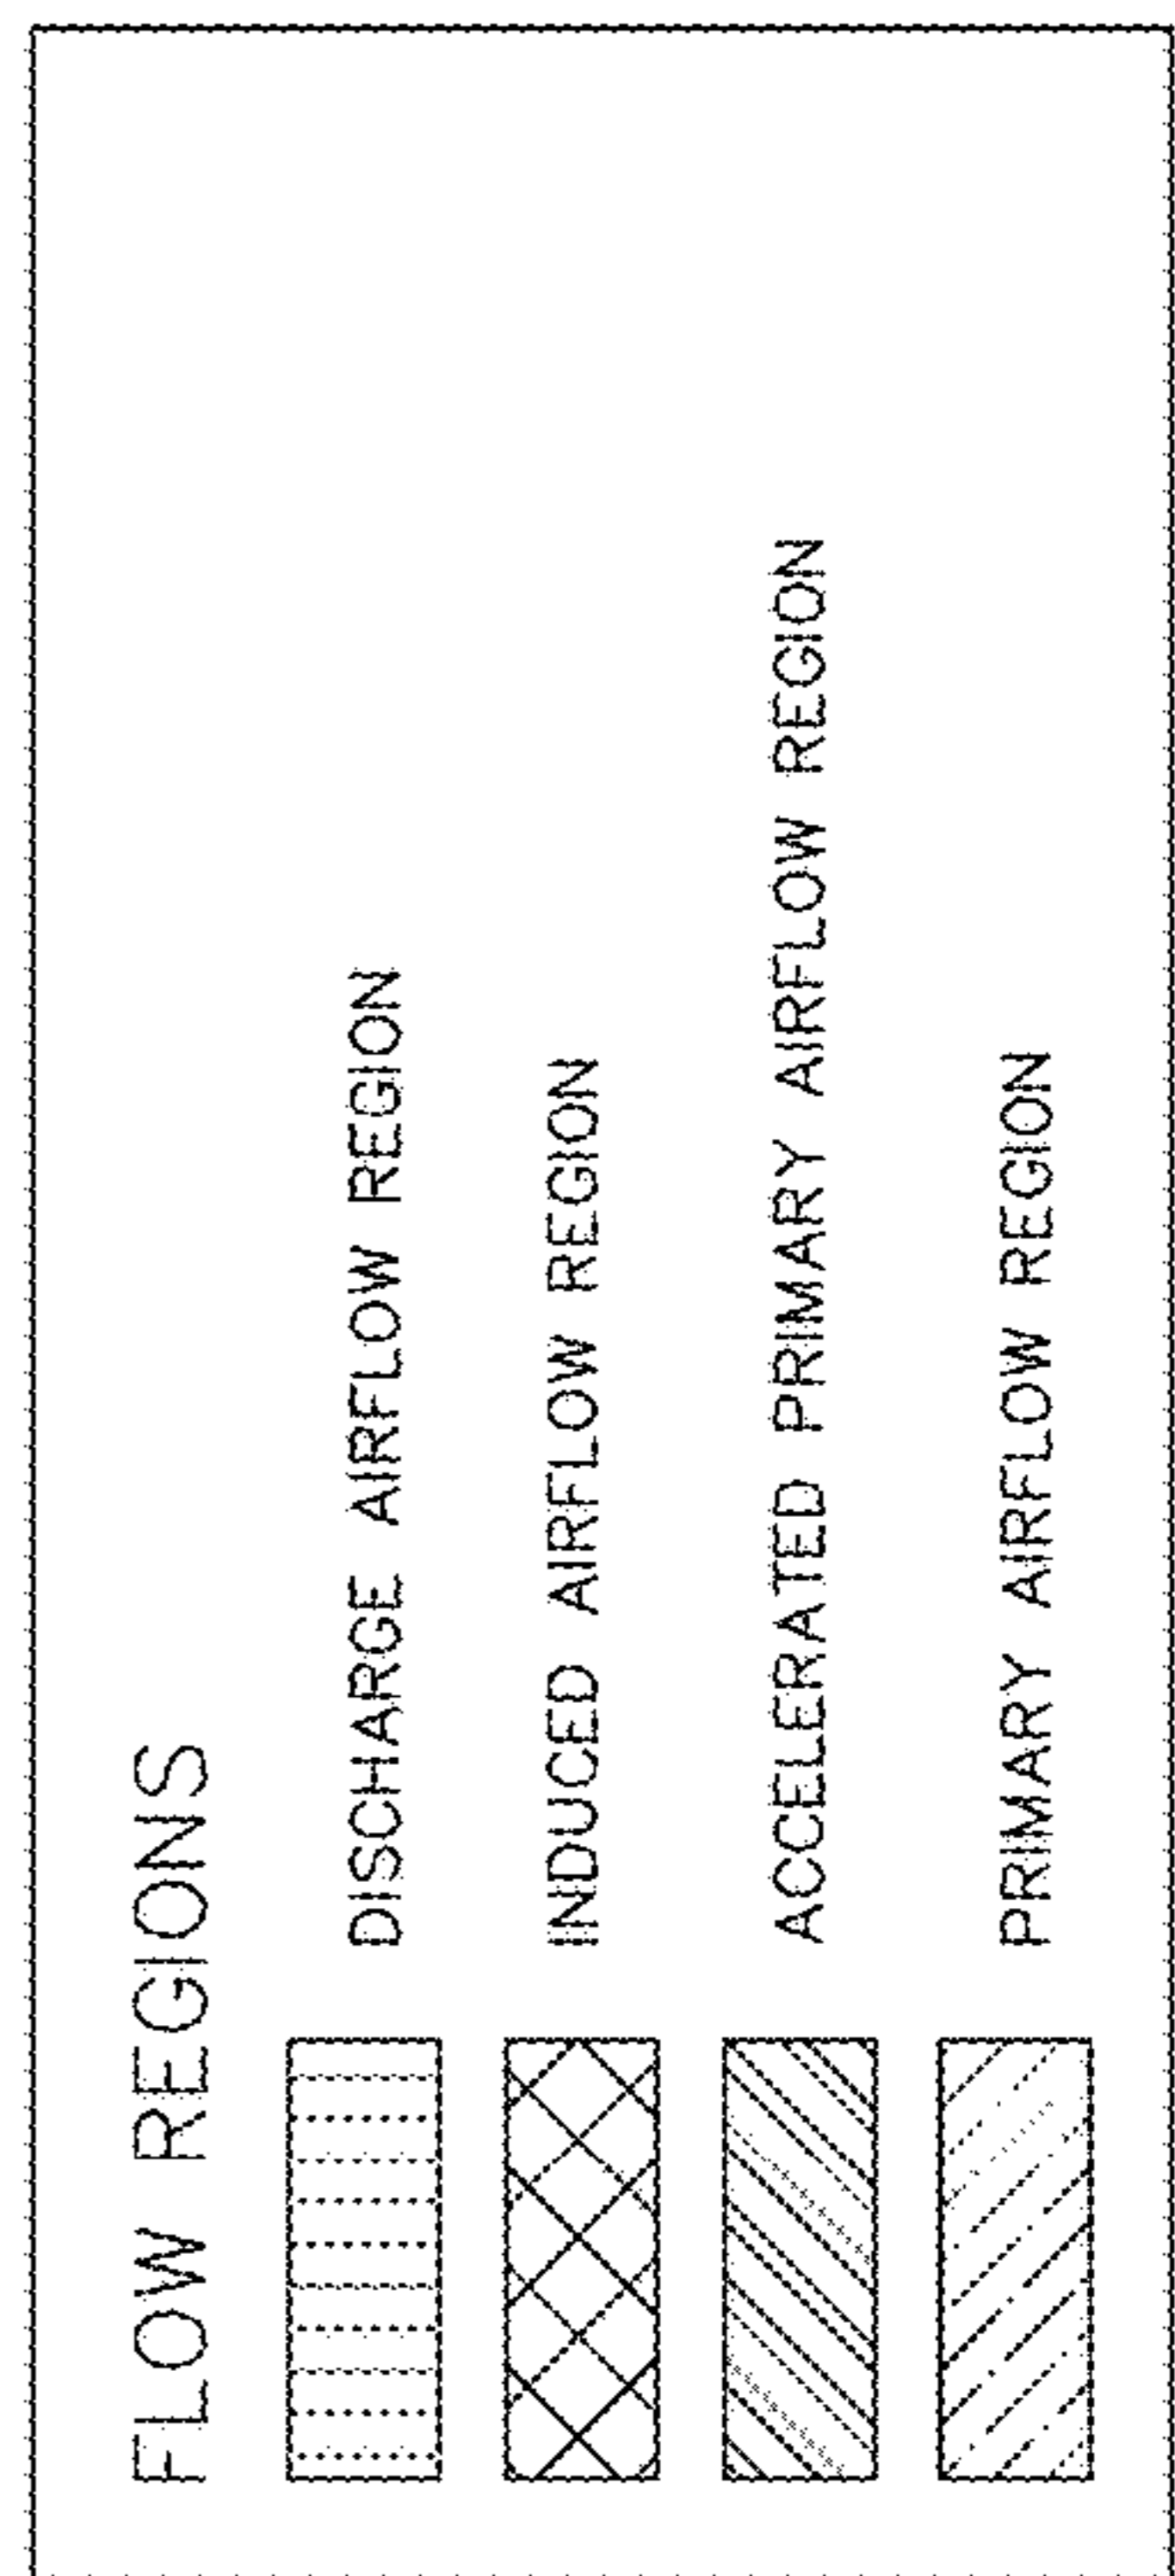 FLOW REGIONS
DISCHARGE AIRFLOW REGION
INDUCED AIRFLOW REGION
ACCELERATED PRIMARY AIRFLOW REGION
PRIMARY AIRFLOW REGION